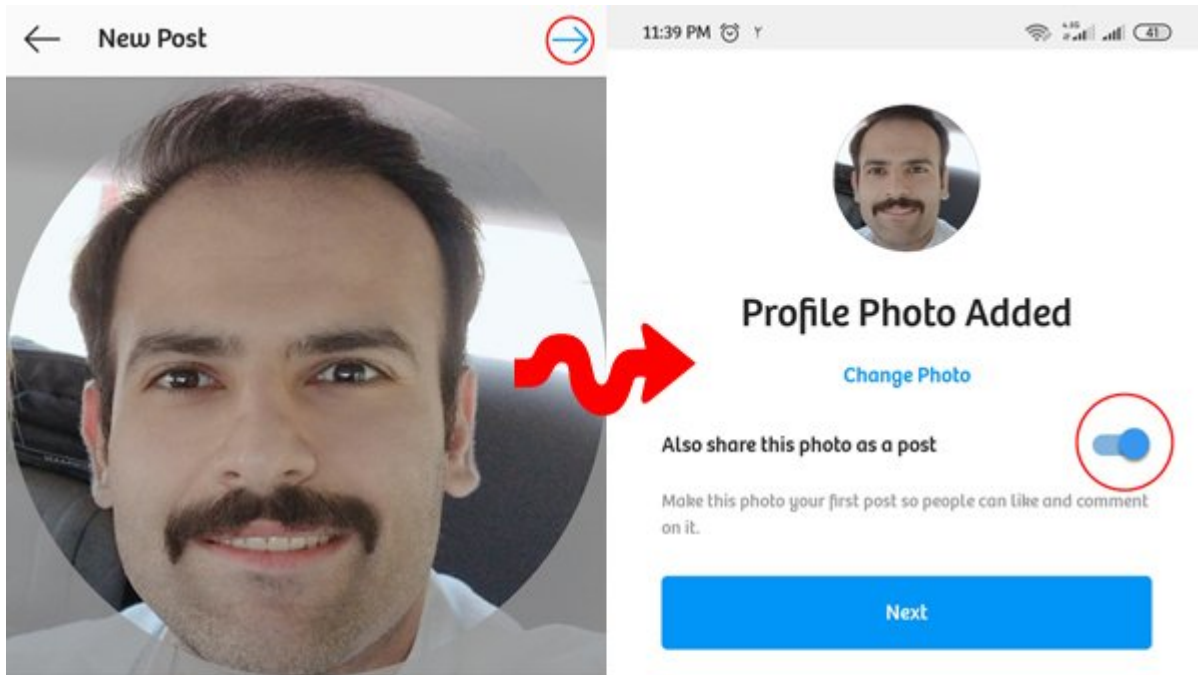 New Post
11:39 PM
41
Profile Photo Added
Change Photo
Also share this photo as a post
Make this photo your first post so people can like and comment
on it.
Next